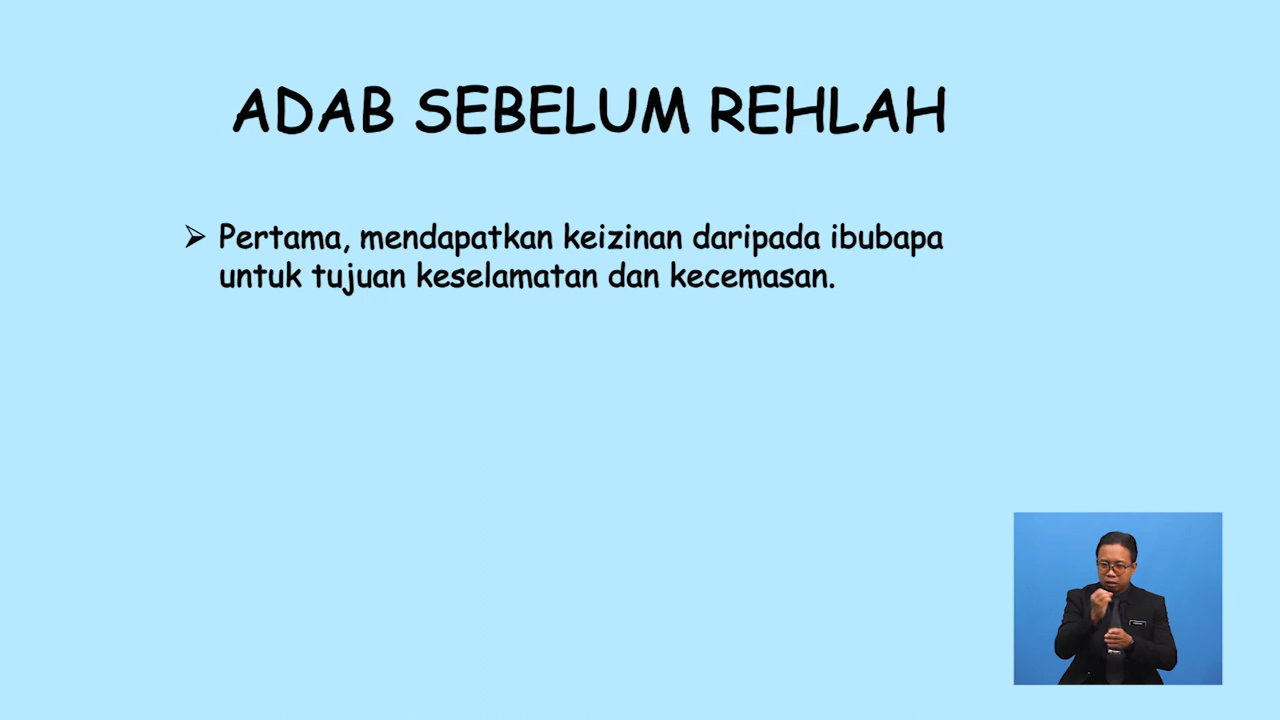 ADAB SEBELUM REHLAH
➢ Pertama, mendapatkan keizinan daripada ibubapa
untuk tujuan keselamatan dan kecemasan.